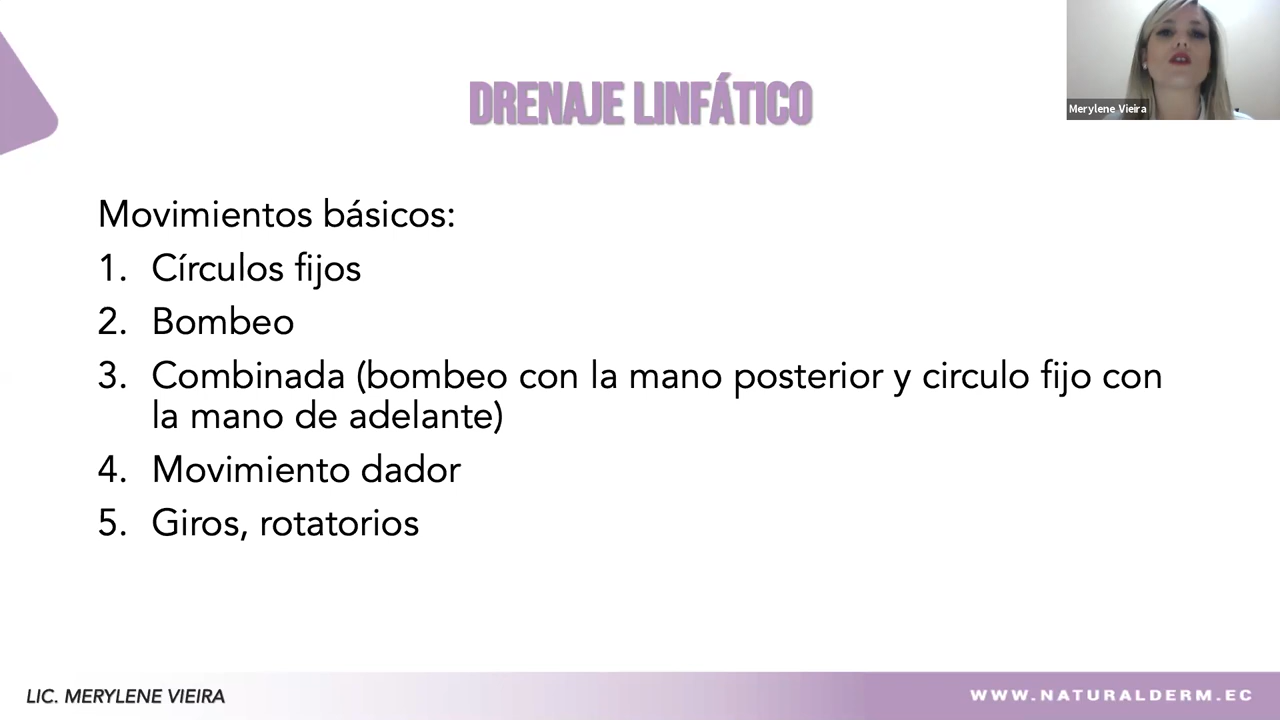 DRENAJE LINFÁTICO
Merylene Vieira
Movimientos básicos:
1. Círculos fijos
2. Bombeo
3. Combinada (bombeo con la mano posterior y circulo fijo con
la mano de adelante)
4. Movimiento dador
5. Giros, rotatorios
LIC. MERYLENE VIEIRA
WWW.NATURALDERM.EC